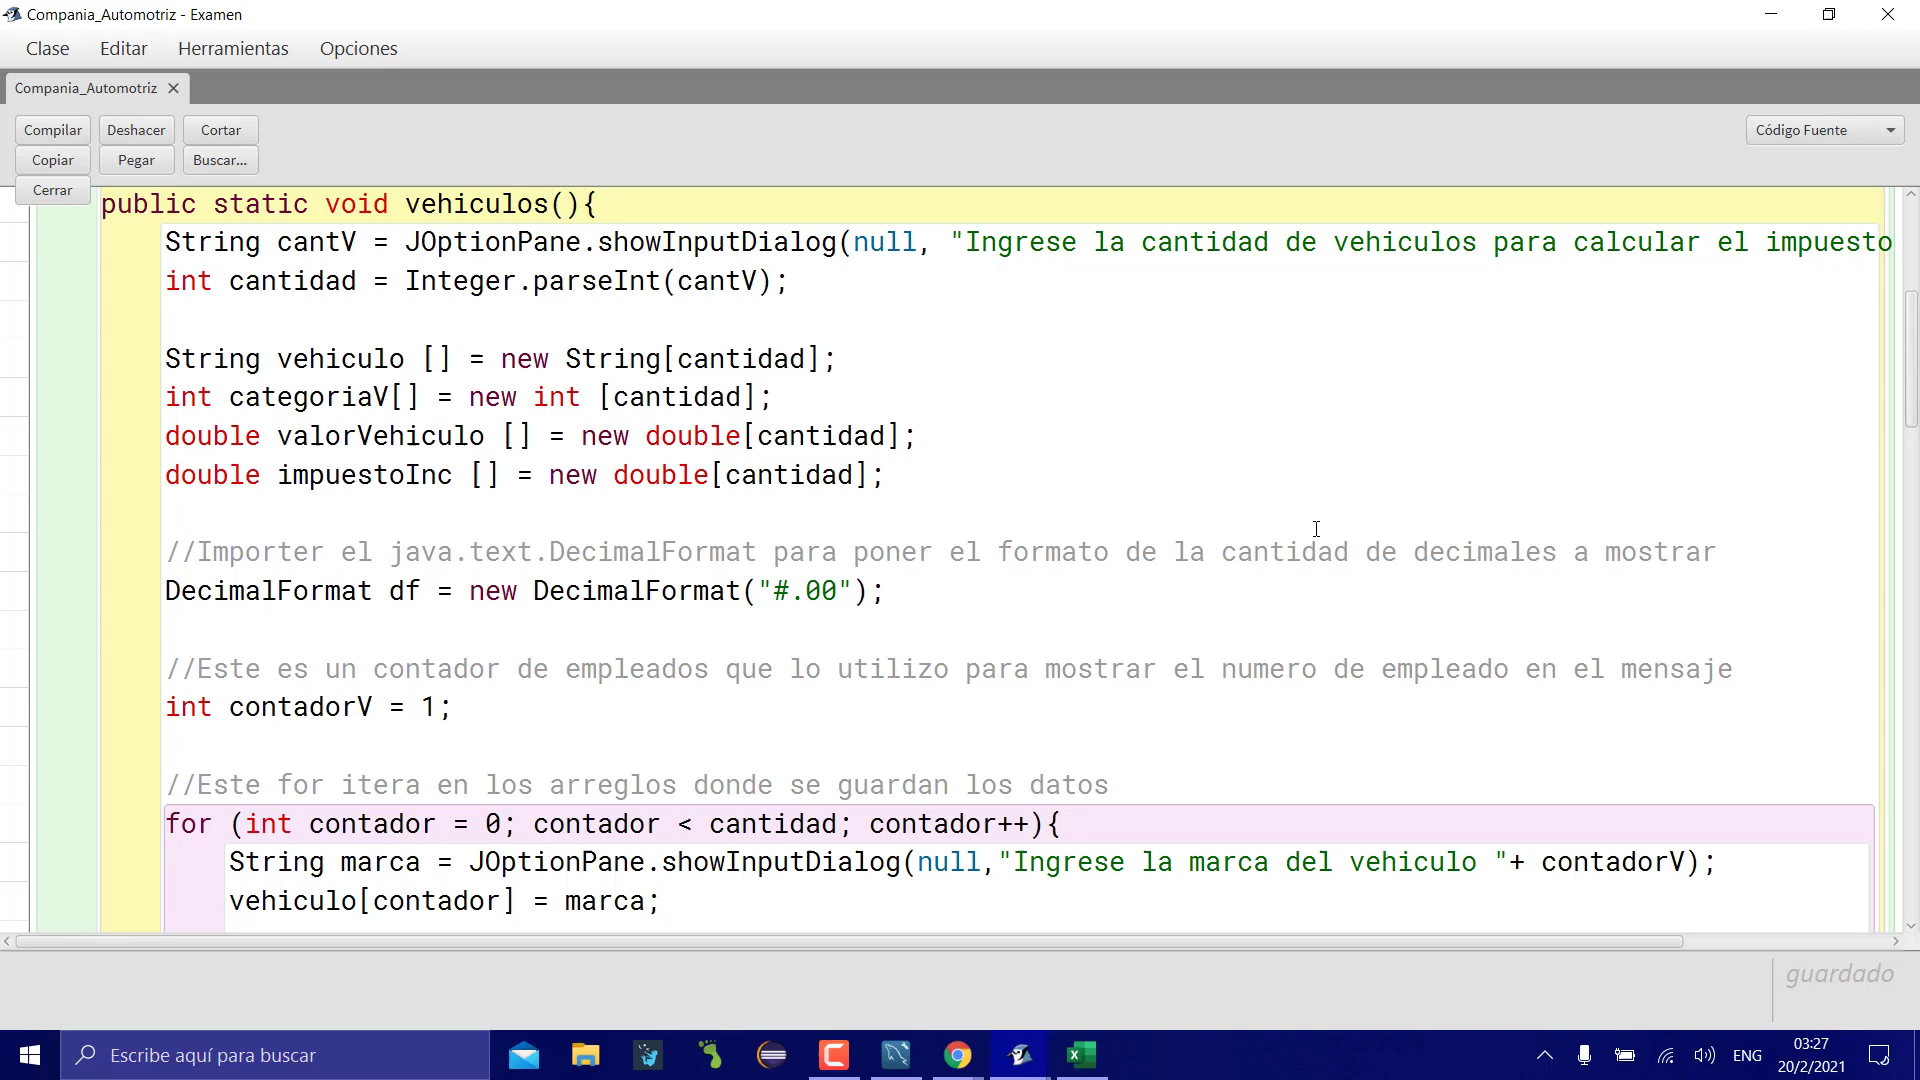 Compania_Automotriz - Examen
Clase Editar Herramientas Opciones
Compania_Automotriz
Compilar Deshacer Cortar
Código Fuente
Copiar Pegar Buscar...
Cerrar
public static void vehiculos(){
String cantV = JOptionPane.showInputDialog(null, "Ingrese la cantidad de vehiculos para calcular el impuesto
int cantidad = Integer.parseInt(cantV);
String vehiculo [] = new String[cantidad];
int categoriaV[] = new int [cantidad];
double valorVehiculo [] = new double[cantidad];
double impuestoInc [] = new double[cantidad];
//Importer el java.text.DecimalFormat para poner el formato de la cantidad de decimales a mostrar
DecimalFormat df = new DecimalFormat("#.00");
//Este es un contador de empleados que lo utilizo para mostrar el numero de empleado en el mensaje
int contadorV = 1;
//Este for itera en los arreglos donde se guardan los datos
for (int contador = 0; contador < cantidad; contador++){
String marca = JOptionPane.showInputDialog(null,"Ingrese la marca del vehiculo "+ contadorV);
vehiculo[contador] = marca;
guardado
Escribe aquí para buscar
ENG
03:27
20/2/2021